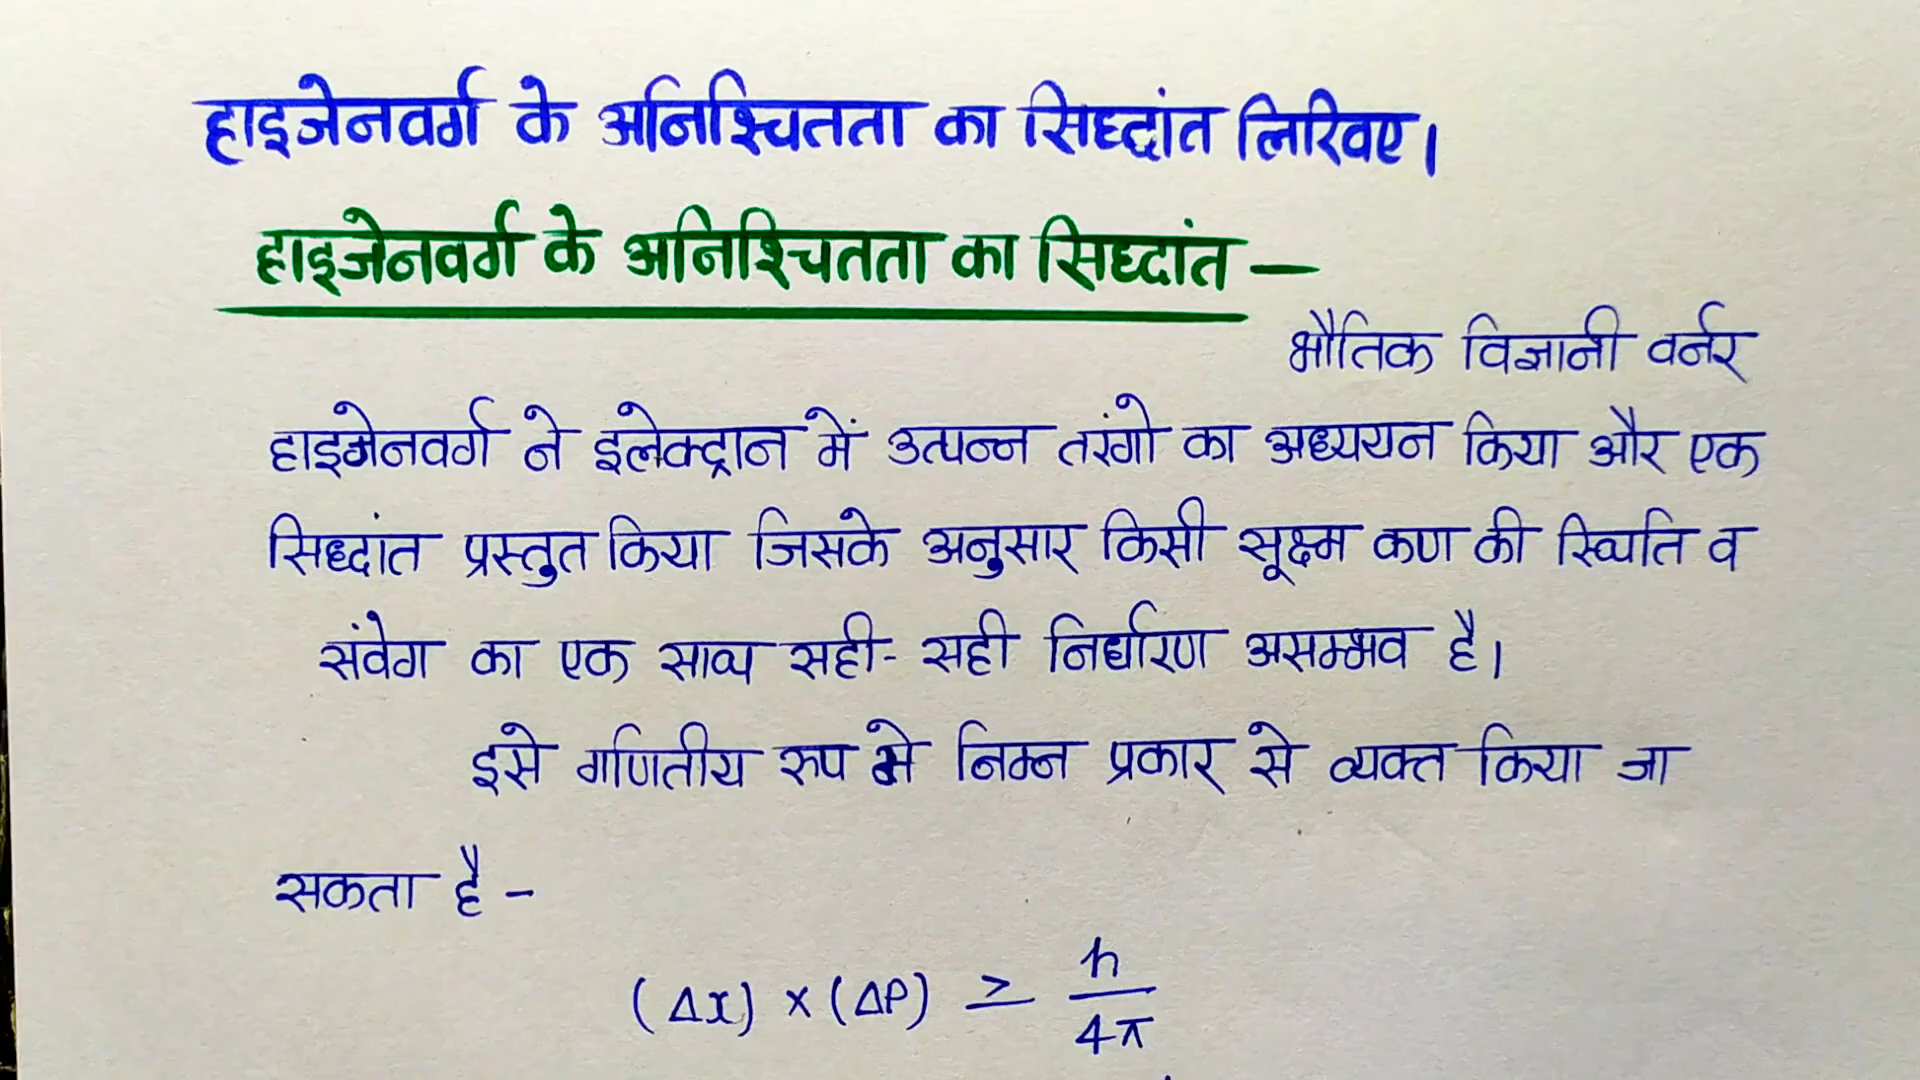 हाइजेनवर्ग के अनिश्चितता का सिध्दांत लिखिए।
हाइजेनवर्ग के अनिश्चितता का सिध्दांत —
भौतिक विज्ञानी वर्नर
हाइजेनवर्ग ने इलेक्ट्रान में उत्पन्न तरंगो का अध्ययन किया और एक
सिध्दांत प्रस्तुत किया जिसके अनुसार किसी सूक्ष्म कण की स्थिति व
संवेग का एक साथ सही- सही निर्धारण असम्भव है।
इसे गणितीय रूप से निम्न प्रकार से व्यक्त किया जा
सकता है -
(Δx) × (ΔP) ≥ h/4π